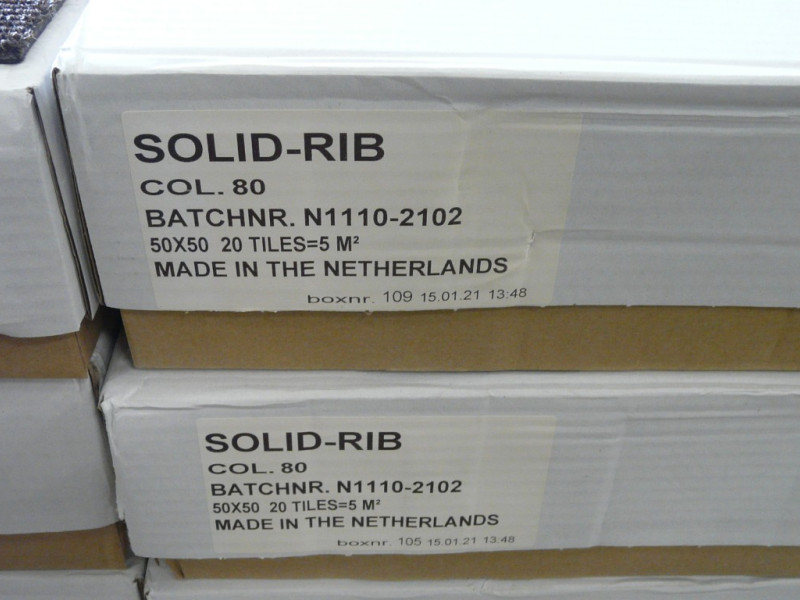 SOLID-RIB
COL. 80
BATCHNR. N1110-2102
50X50 20 TILES=5 M²
MADE IN THE NETHERLANDS
boxnr. 109 15.01.21 13:48
SOLID-RIB
COL. 80
BATCHNR. N1110-2102
50X50 20 TILES=5 M²
MADE IN THE NETHERLANDS
boxnr. 105 15.01.21 13:48